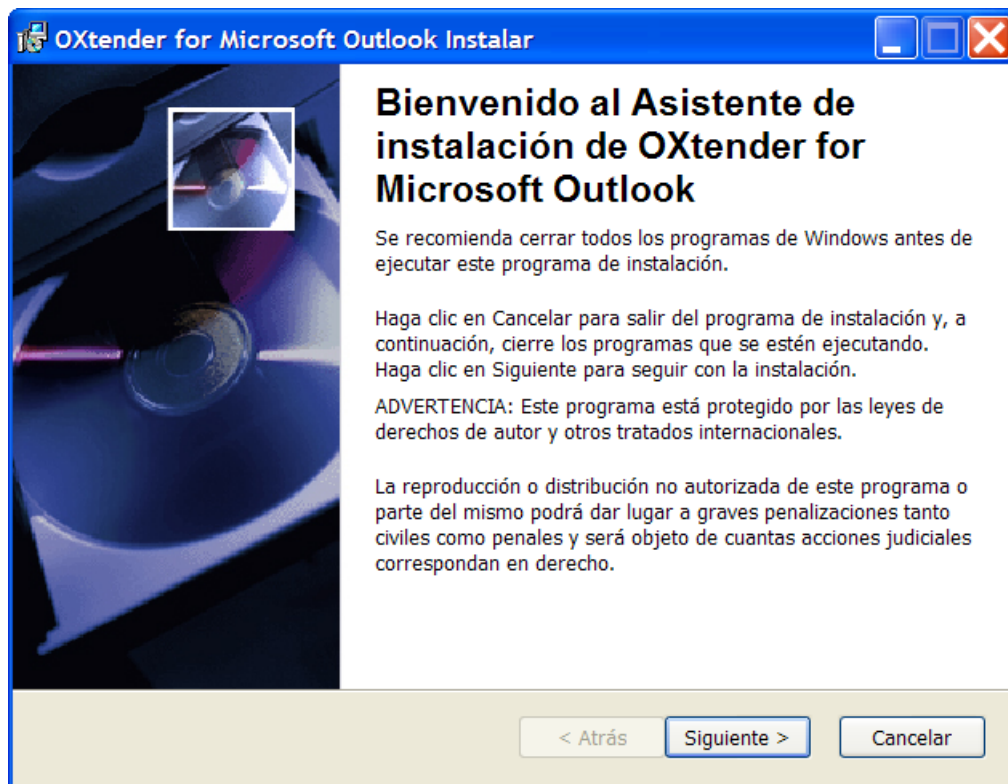 OXtender for Microsoft Outlook Instalar
Bienvenido al Asistente de
instalación de OXtender for
Microsoft Outlook
Se recomienda cerrar todos los programas de Windows antes de
ejecutar este programa de instalación.
Haga clic en Cancelar para salir del programa de instalación y, a
continuación, cierre los programas que se estén ejecutando.
Haga clic en Siguiente para seguir con la instalación.
ADVERTENCIA: Este programa está protegido por las leyes de
derechos de autor y otros tratados internacionales.
La reproducción o distribución no autorizada de este programa o
parte del mismo podrá dar lugar a graves penalizaciones tanto
civiles como penales y será objeto de cuantas acciones judiciales
correspondan en derecho.
< Atrás
Siguiente >
Cancelar